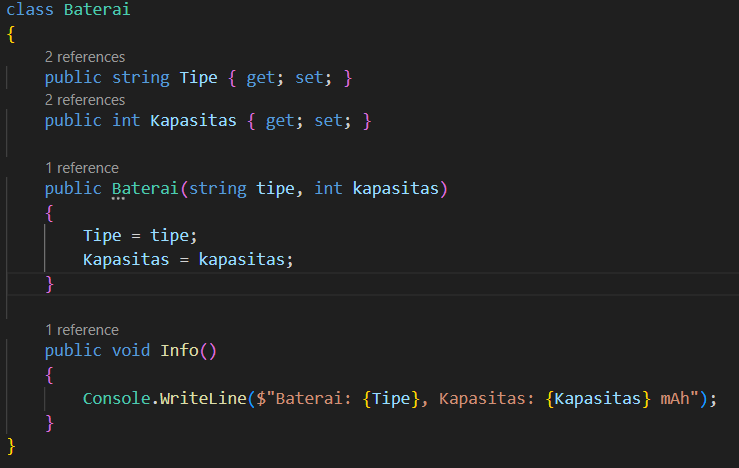 class Baterai
{
2 references
public string Tipe { get; set; }
2 references
public int Kapasitas { get; set; }
1 reference
public Baterai(string tipe, int kapasitas)
{
Tipe = tipe;
Kapasitas = kapasitas;
}
1 reference
public void Info()
{
Console.WriteLine($"Baterai: {Tipe}, Kapasitas: {Kapasitas} mAh");
}
}